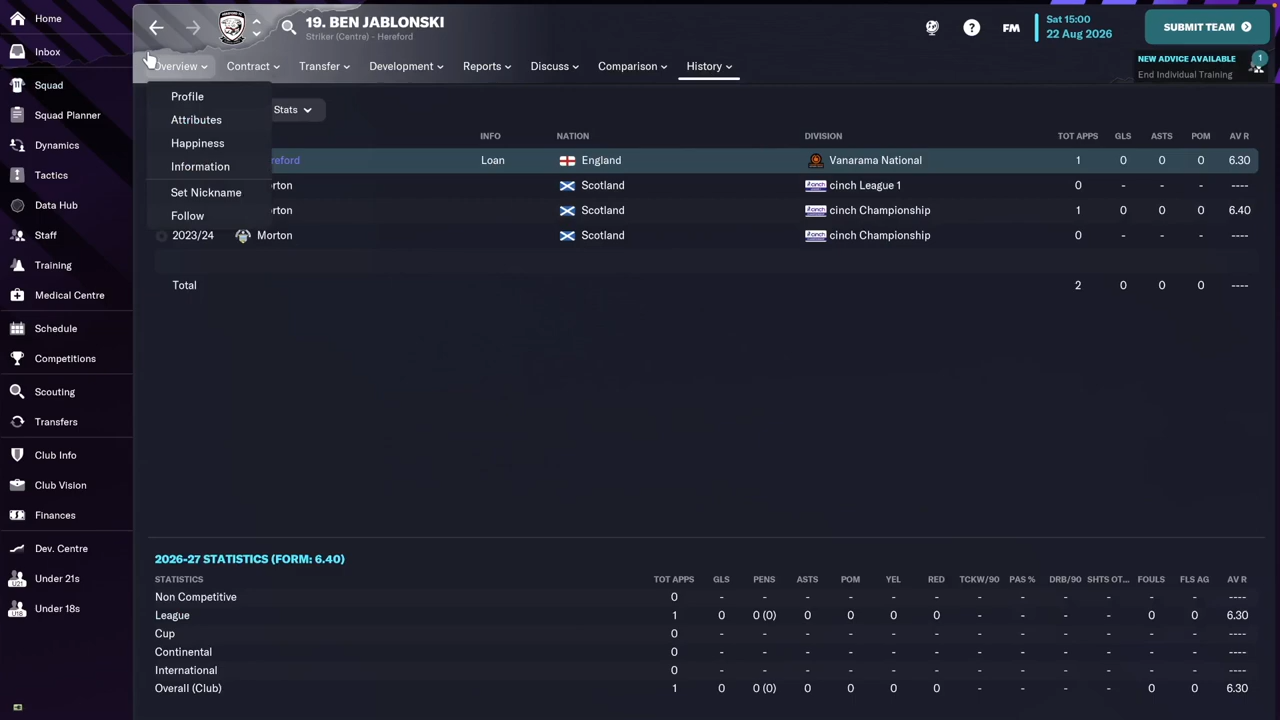 Home
Inbox
Squad
Squad Planner
Dynamics
Tactics
Data Hub
Staff
Training
Medical Centre
Schedule
Competitions
Scouting
Transfers
Club Info
Club Vision
Finances
Dev. Centre
U21 Under 21s
U18 Under 18s
19. BEN JABLONSKI
Striker (Centre) - Hereford
FM
Sat 15:00
22 Aug 2026
SUBMIT TEAM
NEW ADVICE AVAILABLE 1
End Individual Training
Overview Contract Transfer Development Reports Discuss Comparison History
Profile
Attributes
Happiness
Information
Set Nickname
Follow
Stats
INFO NATION DIVISION TOT APPS GLS ASTS POM AV R
reford Loan England Vanarama National 1 0 0 0 6.30
orton Scotland cinch League 1 0 - - - ----
orton Scotland cinch Championship 1 0 0 0 6.40
2023/24 Morton Scotland cinch Championship 0 - - - ----
Total 2 0 0 0 ----
2026-27 STATISTICS (FORM: 6.40)
STATISTICS TOT APPS GLS PENS ASTS POM YEL RED TCKW/90 PAS % DRB/90 SHTS OT... FOULS FLS AG AV R
Non Competitive 0 - - - - - - - - - - - - ----
League 1 0 0 (0) 0 0 0 0 - - - - 0 0 6.30
Cup 0 - - - - - - - - - - - - ----
Continental 0 - - - - - - - - - - - - ----
International 0 - - - - - - - - - - - - ----
Overall (Club) 1 0 0 (0) 0 0 0 0 - - - - 0 0 6.30